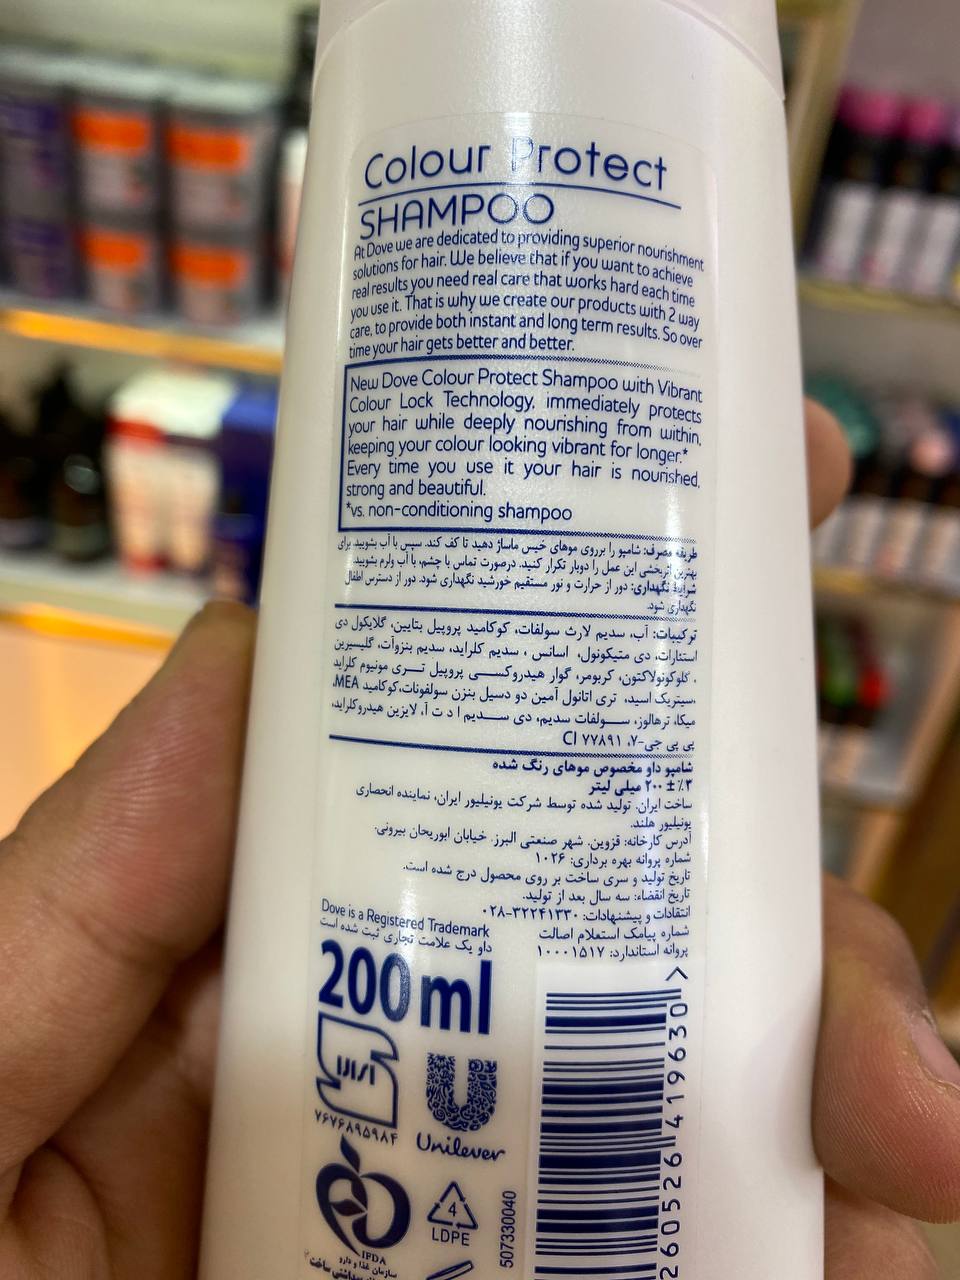 Colour Protect
SHAMPOO
At Dove we are dedicated to providing superior nourishment
solutions for hair. We believe that if you want to achieve
real results you need real care that works hard each time
you use it. That is why we create our products with 2 way
care, to provide both instant and long term results. So over
time your hair gets better and better.
New Dove Colour Protect Shampoo with Vibrant
Colour Lock Technology, immediately protects
your hair while deeply nourishing from within,
keeping your colour looking vibrant for longer.*
Every time you use it your hair is nourished,
strong and beautiful.
*vs. non-conditioning shampoo
طریقه مصرف: شامپو را برروی موهای خیس ماساژ دهید تا کف کند. سپس با آب بشویید. برای
بهترین اثربخشی این عمل را دوبار تکرار کنید. درصورت تماس با چشم، با آب ولرم بشویید.
شرایط نگهداری: دور از حرارت و نور مستقیم خورشید نگهداری شود. دور از دسترس اطفال
نگهداری شود.
ترکیبات: آب، سدیم لارث سولفات، کوکامید پروپیل بتایین، گلایکول دی
استئارات، دی متیکونول، اسانس ، سدیم کلراید، سدیم بنزوآت، گلیسیرین
، گلوکونولاکتون، کربومر، گوار هیدروکسی پروپیل تری مونیوم کلراید
،سیتریک اسید، تری اتانول آمین دو دسیل بنزن سولفونات،کوکامید MEA،
میکا، ترهالوز، سولفات سدیم، دی سدیم ا د ت آ، لایزین هیدروکلراید،
پی پی جی-۷، CI ۷۷۸۹۱
شامپو داو مخصوص موهای رنگ شده
۲۰۰ ± ٪۳ میلی لیتر
ساخت ایران. تولید شده توسط شرکت یونیلیور ایران، نماینده انحصاری
یونیلیور هلند.
آدرس کارخانه: قزوین. شهر صنعتی البرز. خیابان ابوریحان بیرونی.
شماره پروانه بهره برداری: ۱۰۲۶
تاریخ تولید و سری ساخت بر روی محصول درج شده است.
تاریخ انقضاء: سه سال بعد از تولید.
انتقادات و پیشنهادات: ۰۲۸-۳۲۲۴۱۳۳۰
شماره پیامک استعلام اصالت
پروانه استاندارد: ۱۰۰۰۱۵۱۷
Dove is a Registered Trademark
داو یک علامت تجاری ثبت شده است
200 ml
۷۶۷۶۸۹۵۹۸۴
Unilever
4
LDPE
507330040
IFDA
سازمان غذا و دارو
بهداشتی ساخت
260526 419630 >